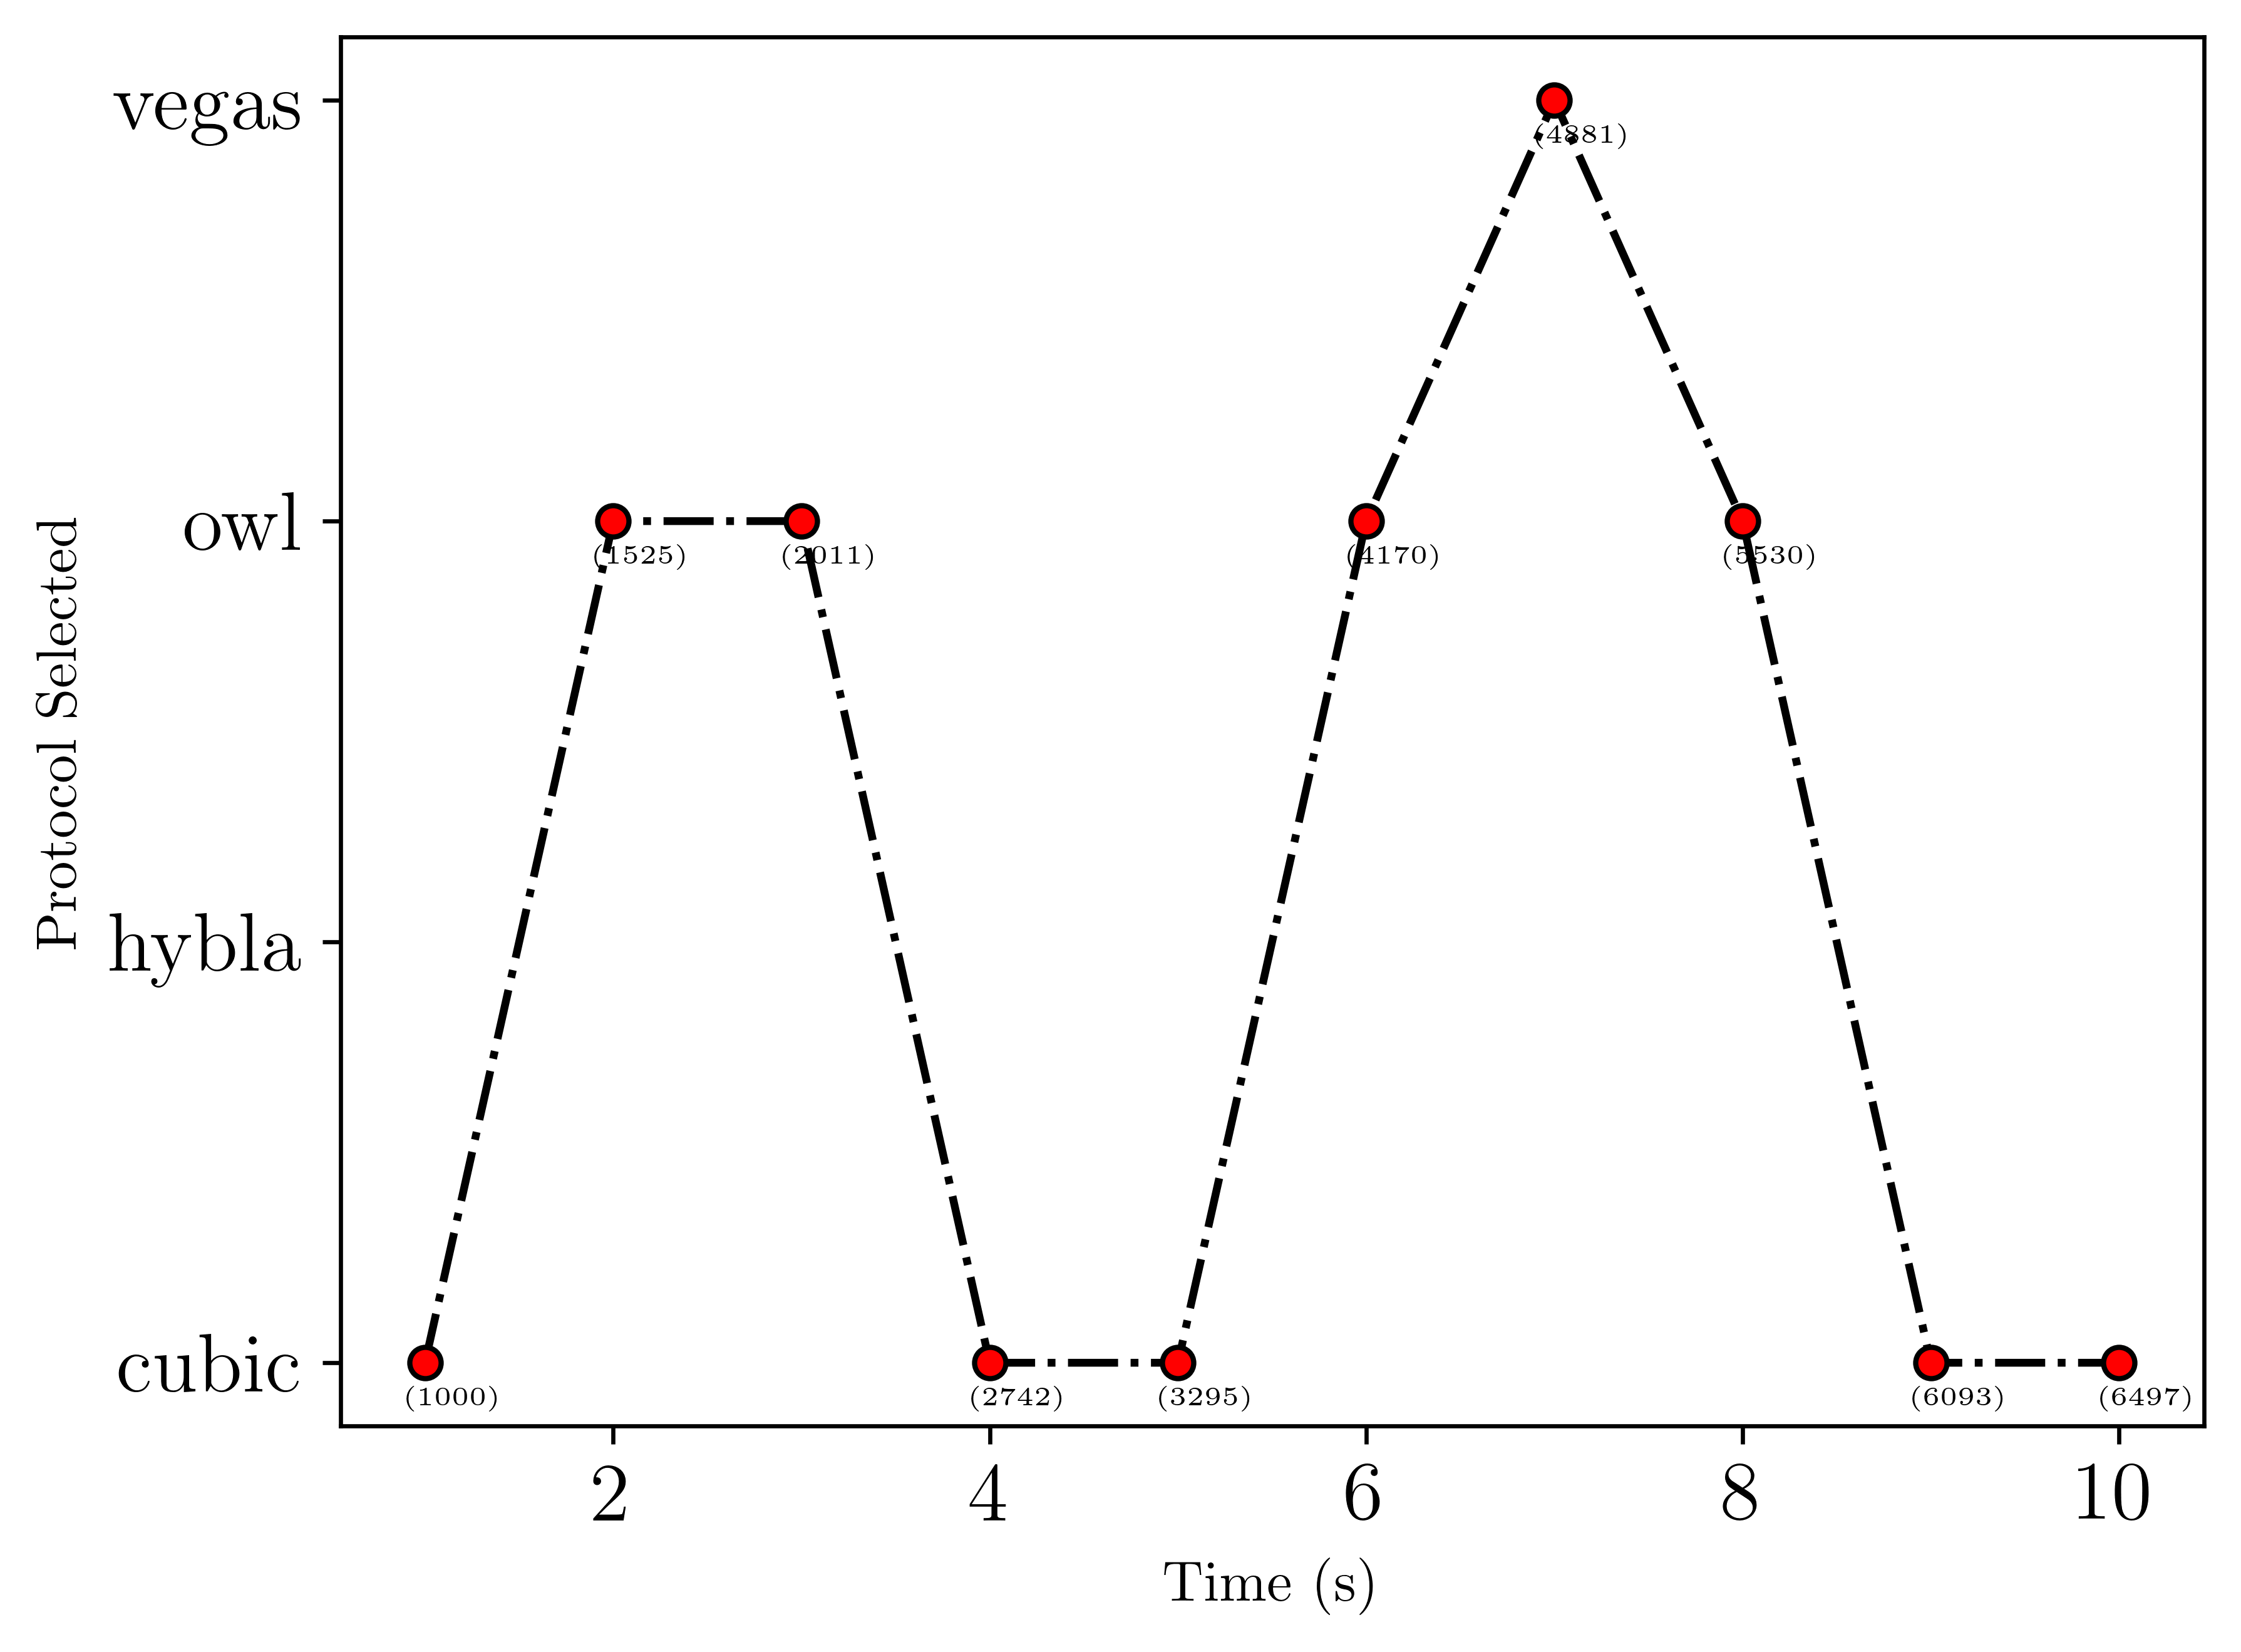 vegas
(4881)
owl
(1525)
(2011)
(4170)
(5530)
Protocol Selected
hybla
cubic
(1000)
(2742)
(3295)
(6093)
(6497)
2
4
6
8
10
Time (s)